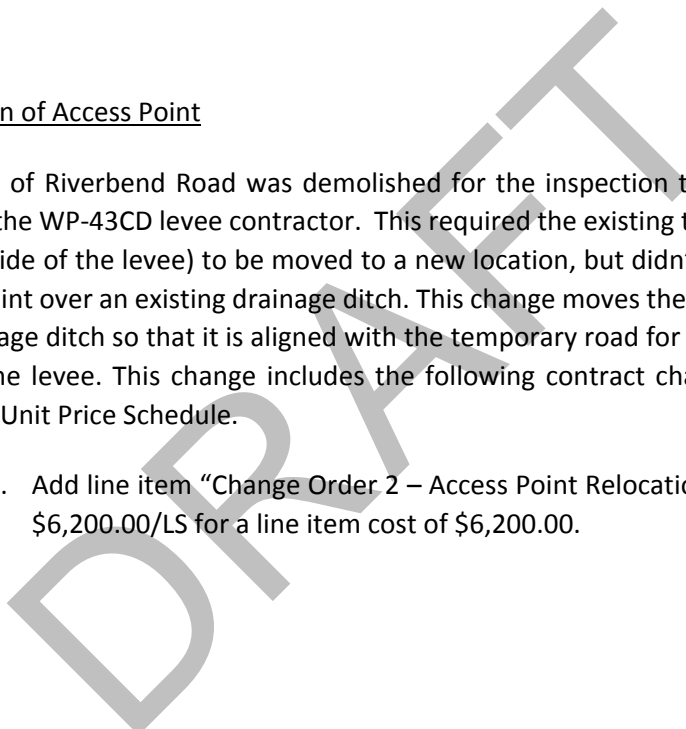 n of Access Point
of Riverbend Road was demolished for the inspection t
the WP-43CD levee contractor. This required the existing t
ide of the levee) to be moved to a new location, but didn
int over an existing drainage ditch. This change moves the
age ditch so that it is aligned with the temporary road for
he levee. This change includes the following contract cha
Unit Price Schedule.
. Add line item “Change Order 2 – Access Point Relocatio
$6,200.00/LS for a line item cost of $6,200.00.
DRAFT